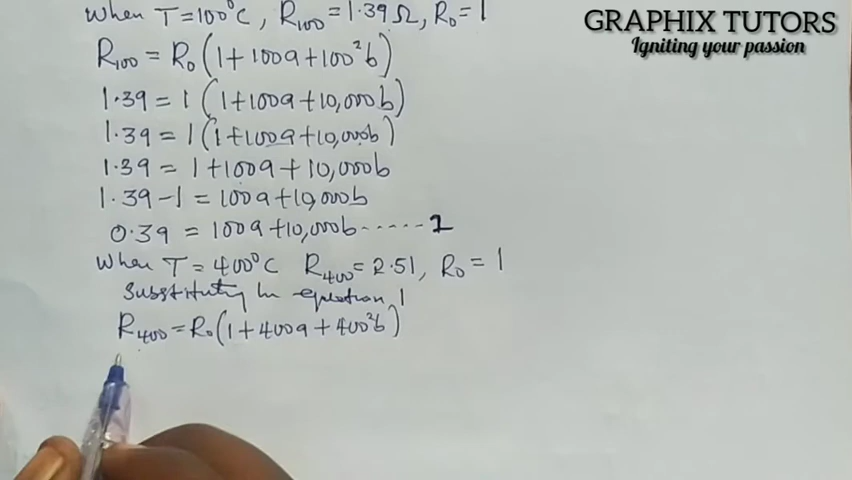 When T=100°C, R₁₀₀=1.39Ω, R₀=1
GRAPHIX TUTORS
Igniting your passion
R₁₀₀ = R₀(1+100a+100²b)
1.39 = 1(1+100a+10,000b)
1.39 = 1(1+100a+10,000b)
1.39 = 1+100a+10,000b
1.39-1 = 100a+10,000b
0.39 = 100a+10,000b......2
When T=400°C R₄₀₀=2.51, R₀=1
Substituting in equation 1
R₄₀₀=R₀(1+400a+400²b)